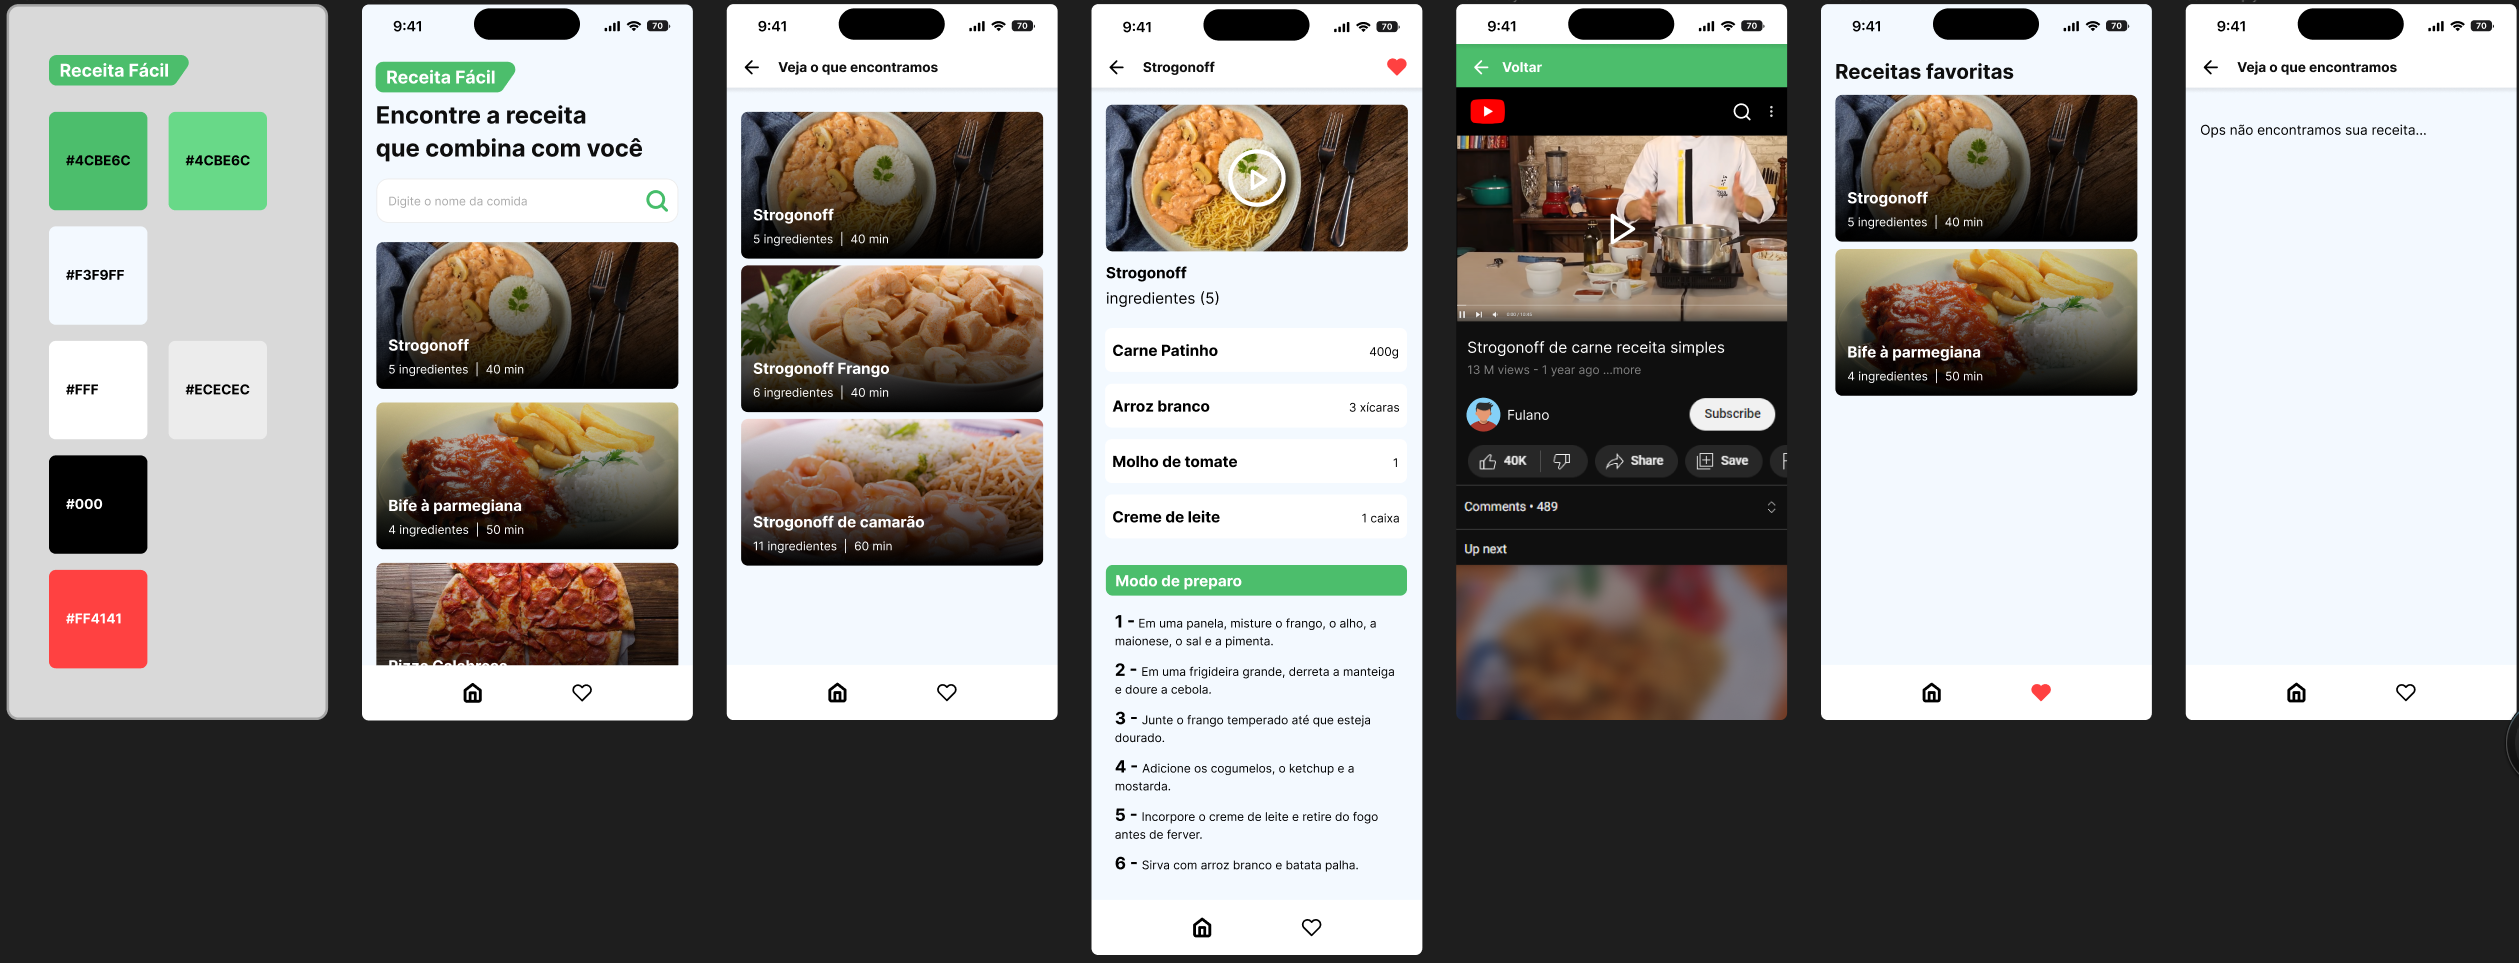 Receita Fácil
#4CBE6C
#4CBE6C
#F3F9FF
#FFF
#ECECEC
#000
#FF4141
9:41
70
Receita Fácil
Encontre a receita
que combina com você
Digite o nome da comida
Strogonoff
5 ingredientes | 40 min
Bife à parmegiana
4 ingredientes | 50 min
Pizza Calabresa
9:41
70
Veja o que encontramos
Strogonoff
5 ingredientes | 40 min
Strogonoff Frango
6 ingredientes | 40 min
Strogonoff de camarão
11 ingredientes | 60 min
9:41
70
Strogonoff
Strogonoff
ingredientes (5)
Carne Patinho 400g
Arroz branco 3 xícaras
Molho de tomate 1
Creme de leite 1 caixa
Modo de preparo
1 - Em uma panela, misture o frango, o alho, a
maionese, o sal e a pimenta.
2 - Em uma frigideira grande, derreta a manteiga
e doure a cebola.
3 - Junte o frango temperado até que esteja
dourado.
4 - Adicione os cogumelos, o ketchup e a
mostarda.
5 - Incorpore o creme de leite e retire do fogo
antes de ferver.
6 - Sirva com arroz branco e batata palha.
9:41
70
Voltar
Strogonoff de carne receita simples
13 M views - 1 year ago ...more
Fulano
Subscribe
40K
Share
Save
Comments • 489
Up next
9:41
70
Receitas favoritas
Strogonoff
5 ingredientes | 40 min
Bife à parmegiana
4 ingredientes | 50 min
9:41
70
Veja o que encontramos
Ops não encontramos sua receita...